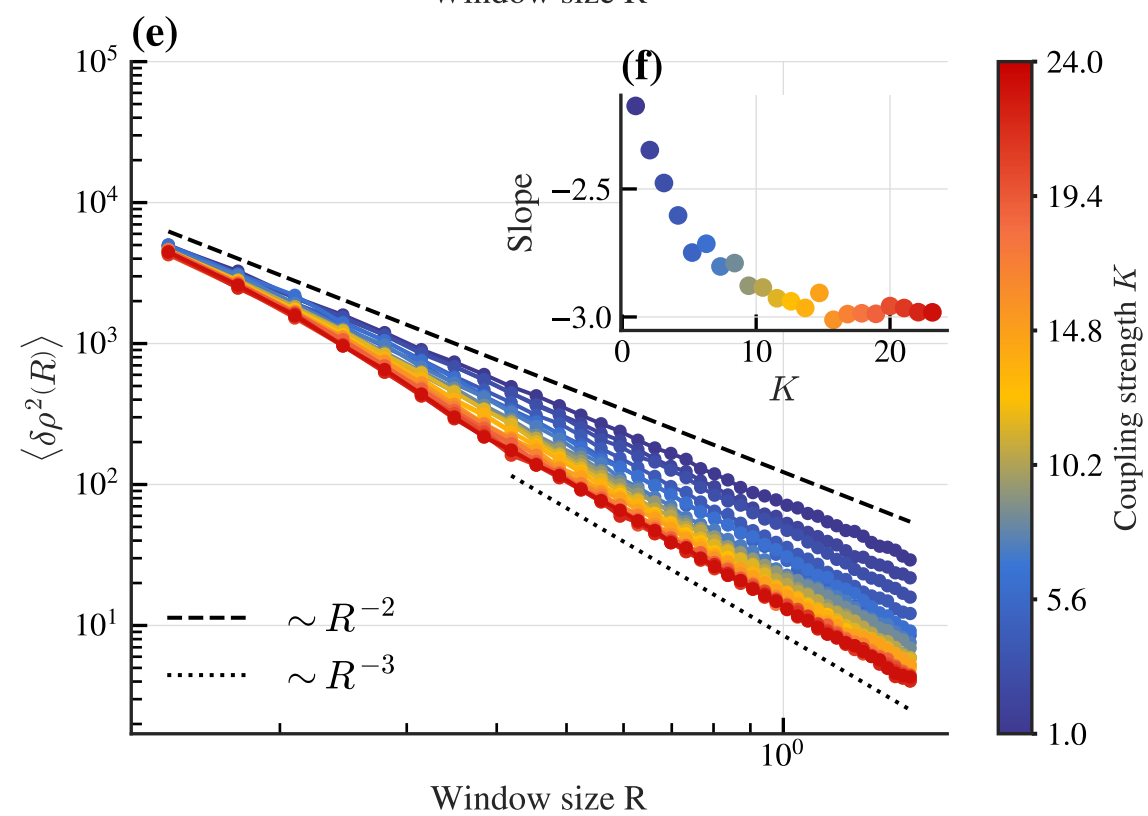 Window size R
(e)
(f)
10^5
10^4
10^3
10^2
10^1
⟨δρ^2(R)⟩
Slope
−2.5
−3.0
0
10
20
K
∼ R^−2
∼ R^−3
10^0
Window size R
24.0
19.4
14.8
10.2
5.6
1.0
Coupling strength K